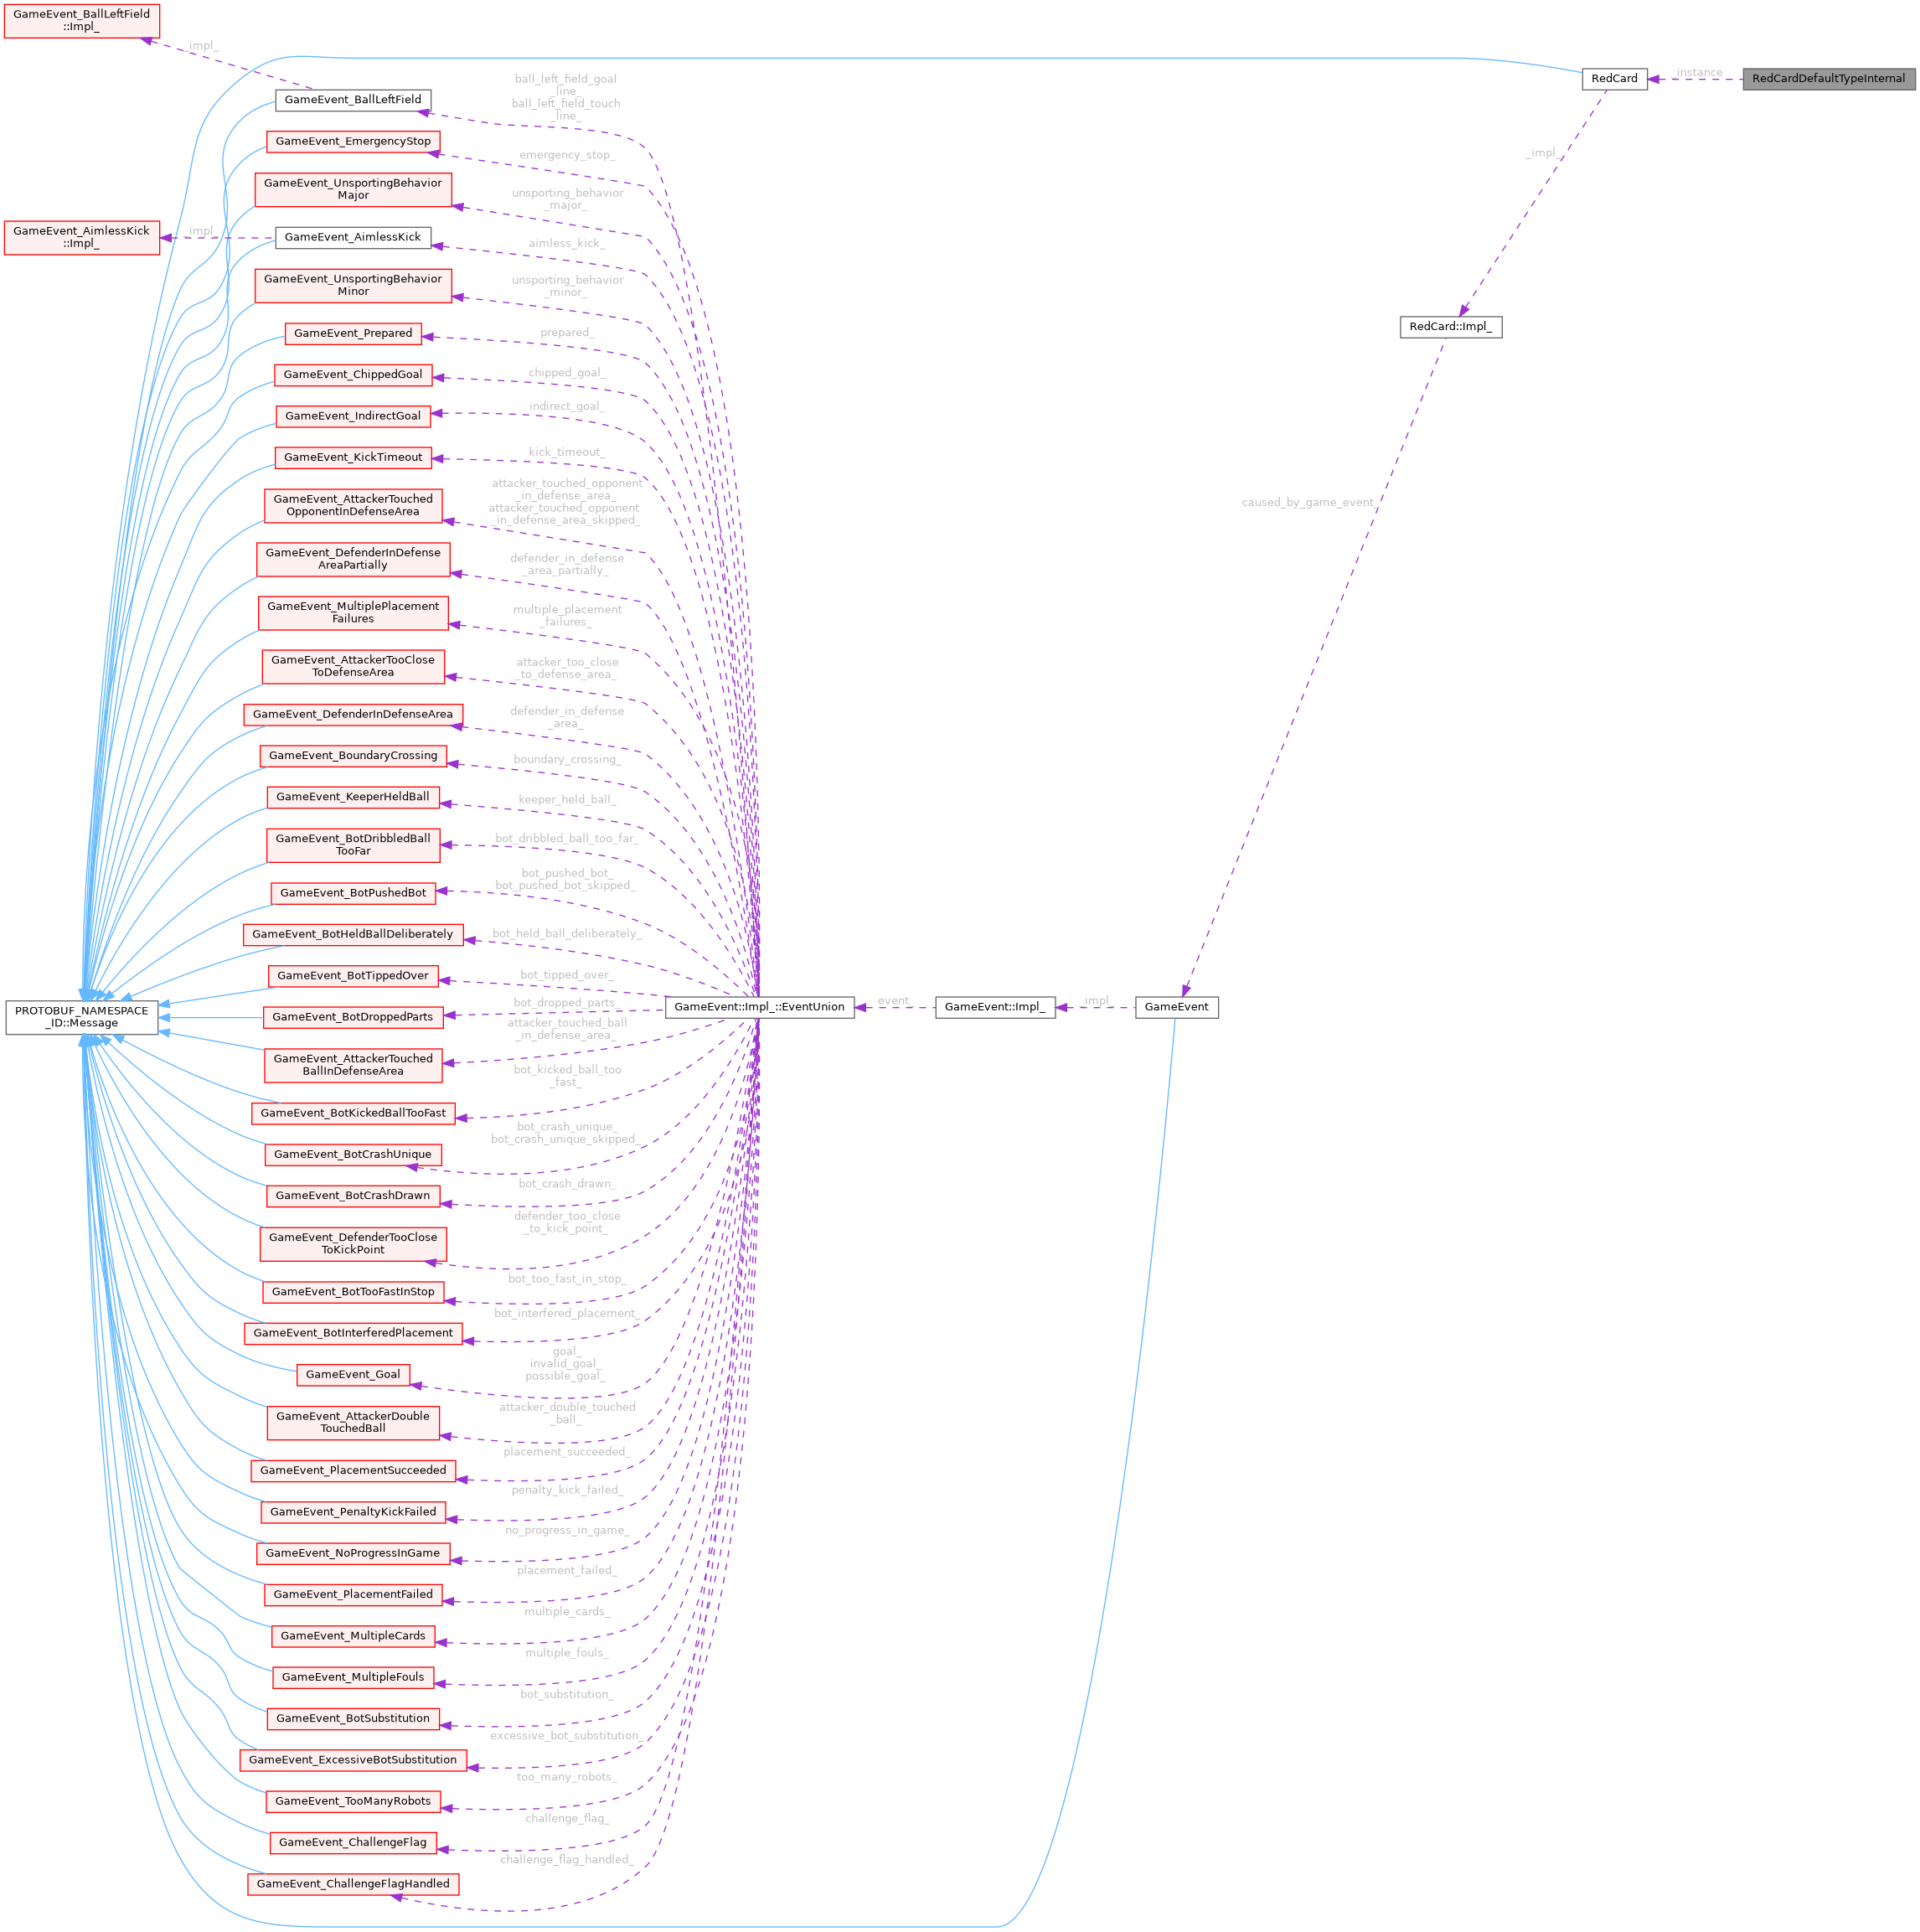 GameEvent_BallLeftField
::Impl_
_impl_
RedCard
_instance
RedCardDefaultTypeInternal
ball_left_field_goal
_line_
ball_left_field_touch
_line_
GameEvent_BallLeftField
GameEvent_EmergencyStop
emergency_stop_
_impl_
GameEvent_UnsportingBehavior
Major
unsporting_behavior
_major_
GameEvent_AimlessKick
::Impl_
_impl_
GameEvent_AimlessKick
aimless_kick_
GameEvent_UnsportingBehavior
Minor
unsporting_behavior
_minor_
RedCard::Impl_
GameEvent_Prepared
prepared_
GameEvent_ChippedGoal
chipped_goal_
GameEvent_IndirectGoal
indirect_goal_
GameEvent_KickTimeout
kick_timeout_
GameEvent_AttackerTouched
OpponentInDefenseArea
attacker_touched_opponent
_in_defense_area_
attacker_touched_opponent
_in_defense_area_skipped_
caused_by_game_event_
GameEvent_DefenderInDefense
AreaPartially
defender_in_defense
_area_partially_
GameEvent_MultiplePlacement
Failures
multiple_placement
_failures_
GameEvent_AttackerTooClose
ToDefenseArea
attacker_too_close
_to_defense_area_
GameEvent_DefenderInDefenseArea
defender_in_defense
_area_
GameEvent_BoundaryCrossing
boundary_crossing_
GameEvent_KeeperHeldBall
keeper_held_ball_
GameEvent_BotDribbledBall
TooFar
bot_dribbled_ball_too_far_
GameEvent_BotPushedBot
bot_pushed_bot_
bot_pushed_bot_skipped_
GameEvent_BotHeldBallDeliberately
bot_held_ball_deliberately_
GameEvent_BotTippedOver
bot_tipped_over_
PROTOBUF_NAMESPACE
_ID::Message
GameEvent_BotDroppedParts
bot_dropped_parts_
GameEvent::Impl_::EventUnion
event_
GameEvent::Impl_
_impl_
GameEvent
GameEvent_AttackerTouched
BallInDefenseArea
attacker_touched_ball
_in_defense_area_
GameEvent_BotKickedBallTooFast
bot_kicked_ball_too
_fast_
GameEvent_BotCrashUnique
bot_crash_unique_
bot_crash_unique_skipped_
GameEvent_BotCrashDrawn
bot_crash_drawn_
GameEvent_DefenderTooClose
ToKickPoint
defender_too_close
_to_kick_point_
GameEvent_BotTooFastInStop
bot_too_fast_in_stop_
GameEvent_BotInterferedPlacement
bot_interfered_placement_
GameEvent_Goal
goal_
invalid_goal_
possible_goal_
GameEvent_AttackerDouble
TouchedBall
attacker_double_touched
_ball_
GameEvent_PlacementSucceeded
placement_succeeded_
GameEvent_PenaltyKickFailed
penalty_kick_failed_
GameEvent_NoProgressInGame
no_progress_in_game_
GameEvent_PlacementFailed
placement_failed_
GameEvent_MultipleCards
multiple_cards_
GameEvent_MultipleFouls
multiple_fouls_
GameEvent_BotSubstitution
bot_substitution_
GameEvent_ExcessiveBotSubstitution
excessive_bot_substitution_
GameEvent_TooManyRobots
too_many_robots_
GameEvent_ChallengeFlag
challenge_flag_
GameEvent_ChallengeFlagHandled
challenge_flag_handled_